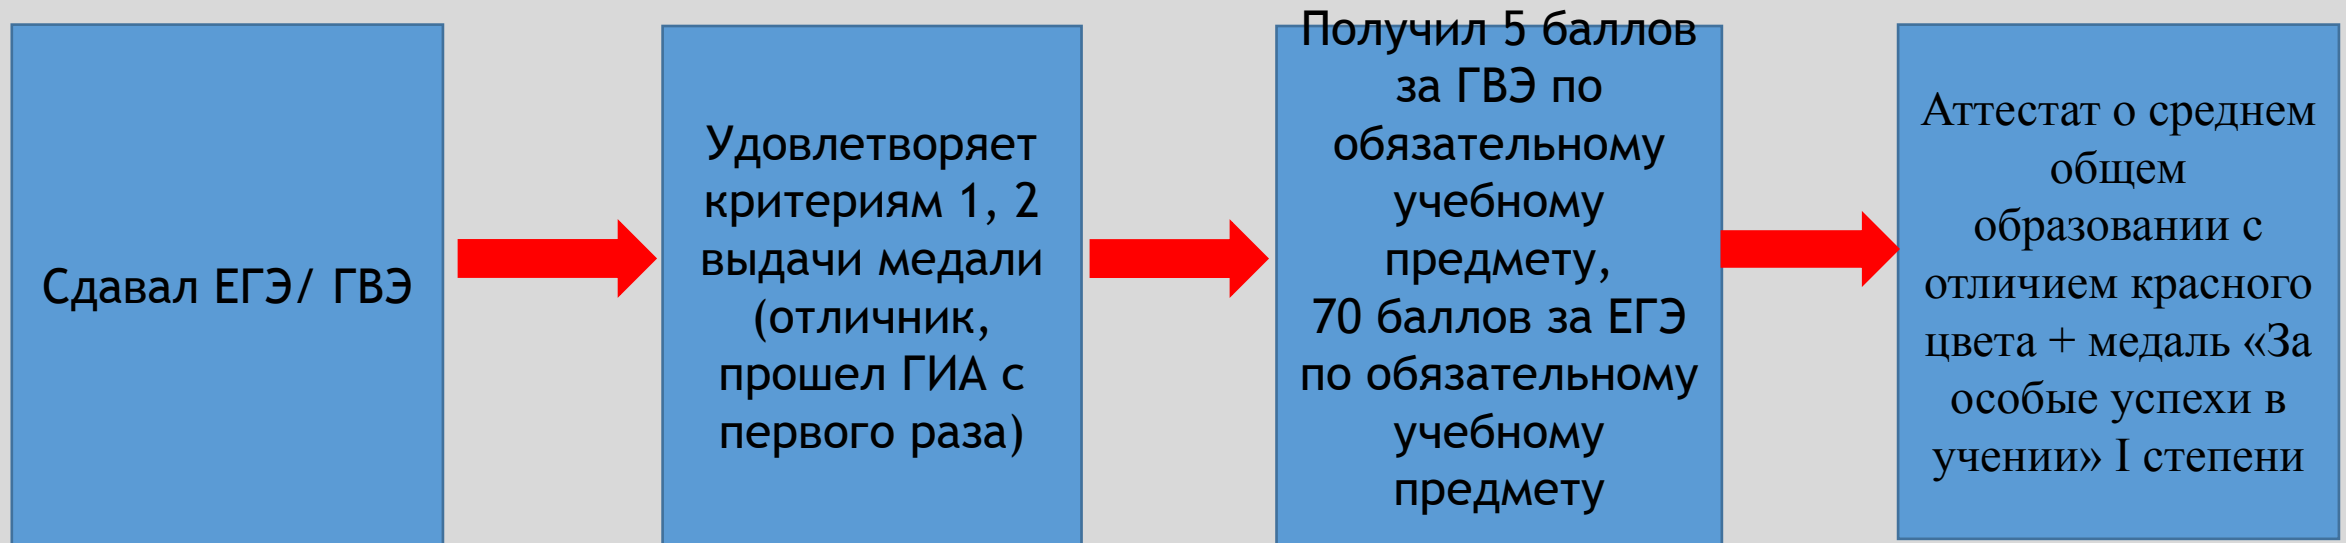 Сдавал ЕГЭ/ ГВЭ
Удовлетворяет
критериям 1, 2
выдачи медали
(отличник,
прошел ГИА с
первого раза)
Получил 5 баллов
за ГВЭ по
обязательному
учебному
предмету,
70 баллов за ЕГЭ
по обязательному
учебному
предмету
Аттестат о среднем
общем
образовании с
отличием красного
цвета + медаль «За
особые успехи в
учении» I степени